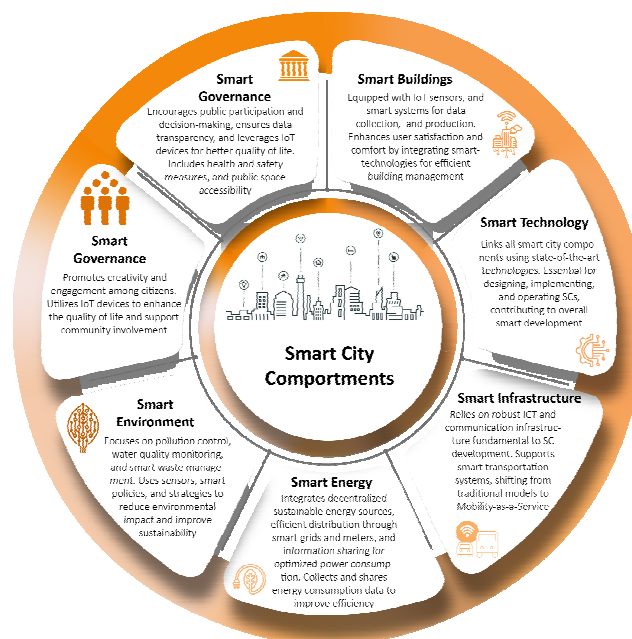 Smart
Governance
Encourages public participation and
decision-making, ensures data
transparency, and leverages IoT
devices for better quality of life.
Includes health and safety
measures, and public space
accessibility
Smart Buildings
Equipped with IoT sensors, and
smart systems for data
collection, and production.
Enhances user satisfaction and
comfort by integrating smart-
technologies for efficient
building management
Smart Technology
Links all smart city compo
nents using state-of-the-art
technologies. Essential for
designing, implementing,
and operating SCs,
contributing to overall
smart development
Smart Infrastructure
Relies on robust ICT and
communication infrastruc-
ture fundamental to SC
development. Supports
smart transportation
systems, shifting from
traditional models to
Mobility-as-a-Service
Smart Energy
Integrates decentralized
sustainable energy sources,
efficient distribution through
smart grids and meters, and
information sharing for
optimized power consump
tion. Collects and shares
energy consumption data to
improve efficiency
Smart
Environment
Focuses on pollution control,
water quality monitoring,
and smart waste manage
ment. Uses sensors, smart
policies, and strategies to
reduce environmental
impact and improve
sustainability
Smart
Governance
Promotes creativity and
engagement among citizens.
Utilizes IoT devices to enhance
the quality of life and support
community involvement
Smart City
Comportments